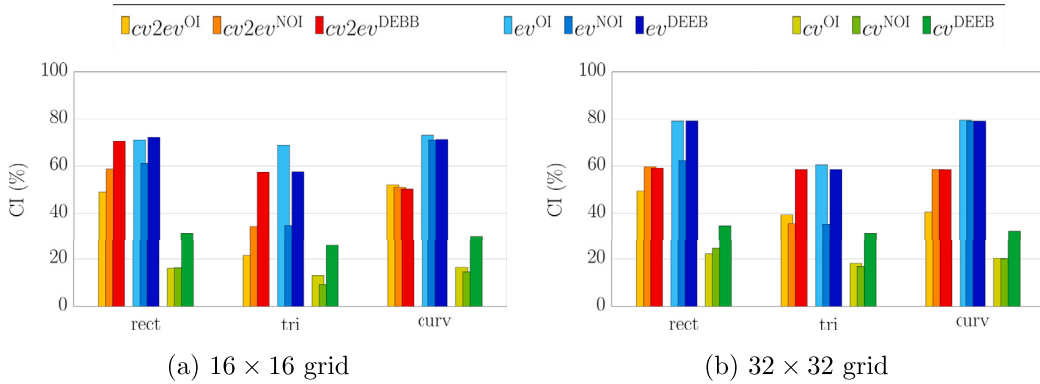 cv2ev^OI cv2ev^NOI cv2ev^DEBB ev^OI ev^NOI ev^DEEB cv^OI cv^NOI cv^DEEB
100 100
80 80
60 60
CI (%) CI (%)
40 40
20 20
0 0
rect tri curv rect tri curv
(a) 16 × 16 grid (b) 32 × 32 grid